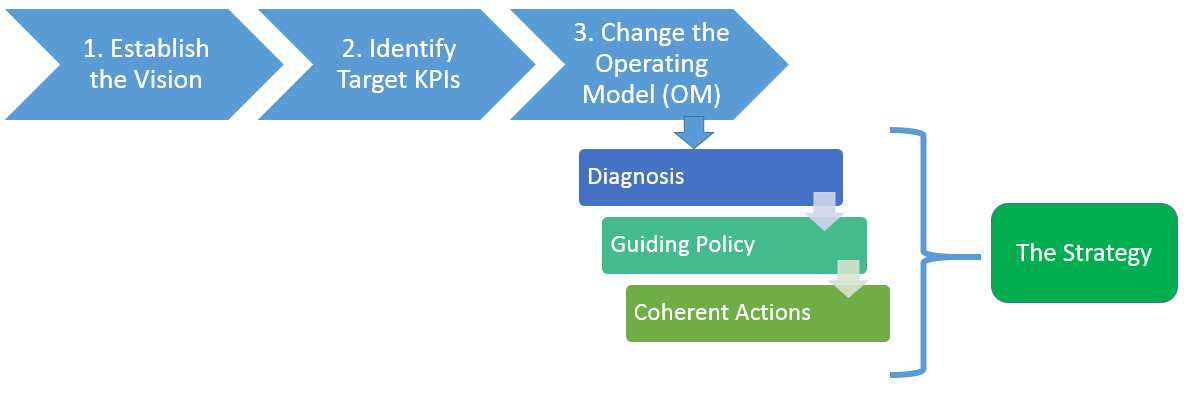 1. Establish
the Vision
2. Identify
Target KPIs
3. Change the
Operating
Model (OM)
Diagnosis
Guiding Policy
Coherent Actions
The Strategy